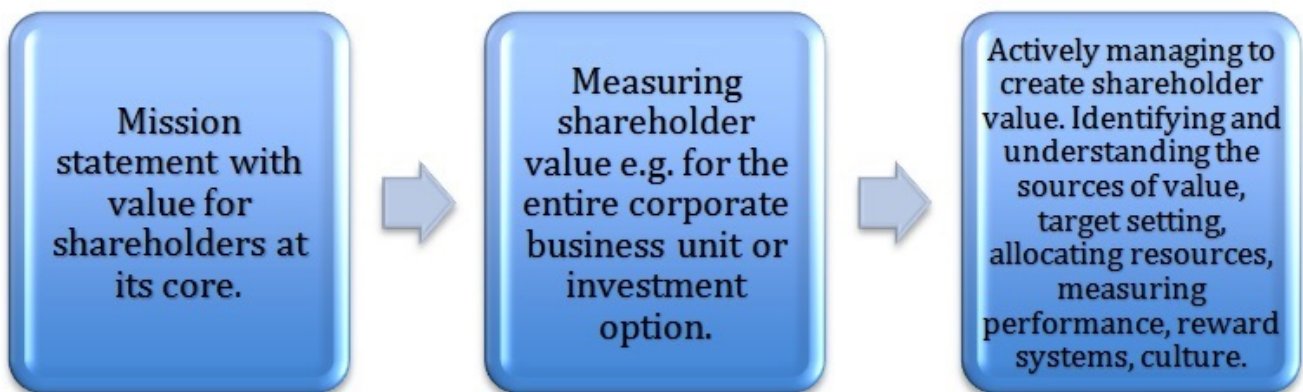 Mission
statement with
value for
shareholders at
its core.
Measuring
shareholder
value e.g. for the
entire corporate
business unit or
investment
option.
Actively managing to
create shareholder
value. Identifying and
understanding the
sources of value,
target setting,
allocating resources,
measuring
performance, reward
systems, culture.